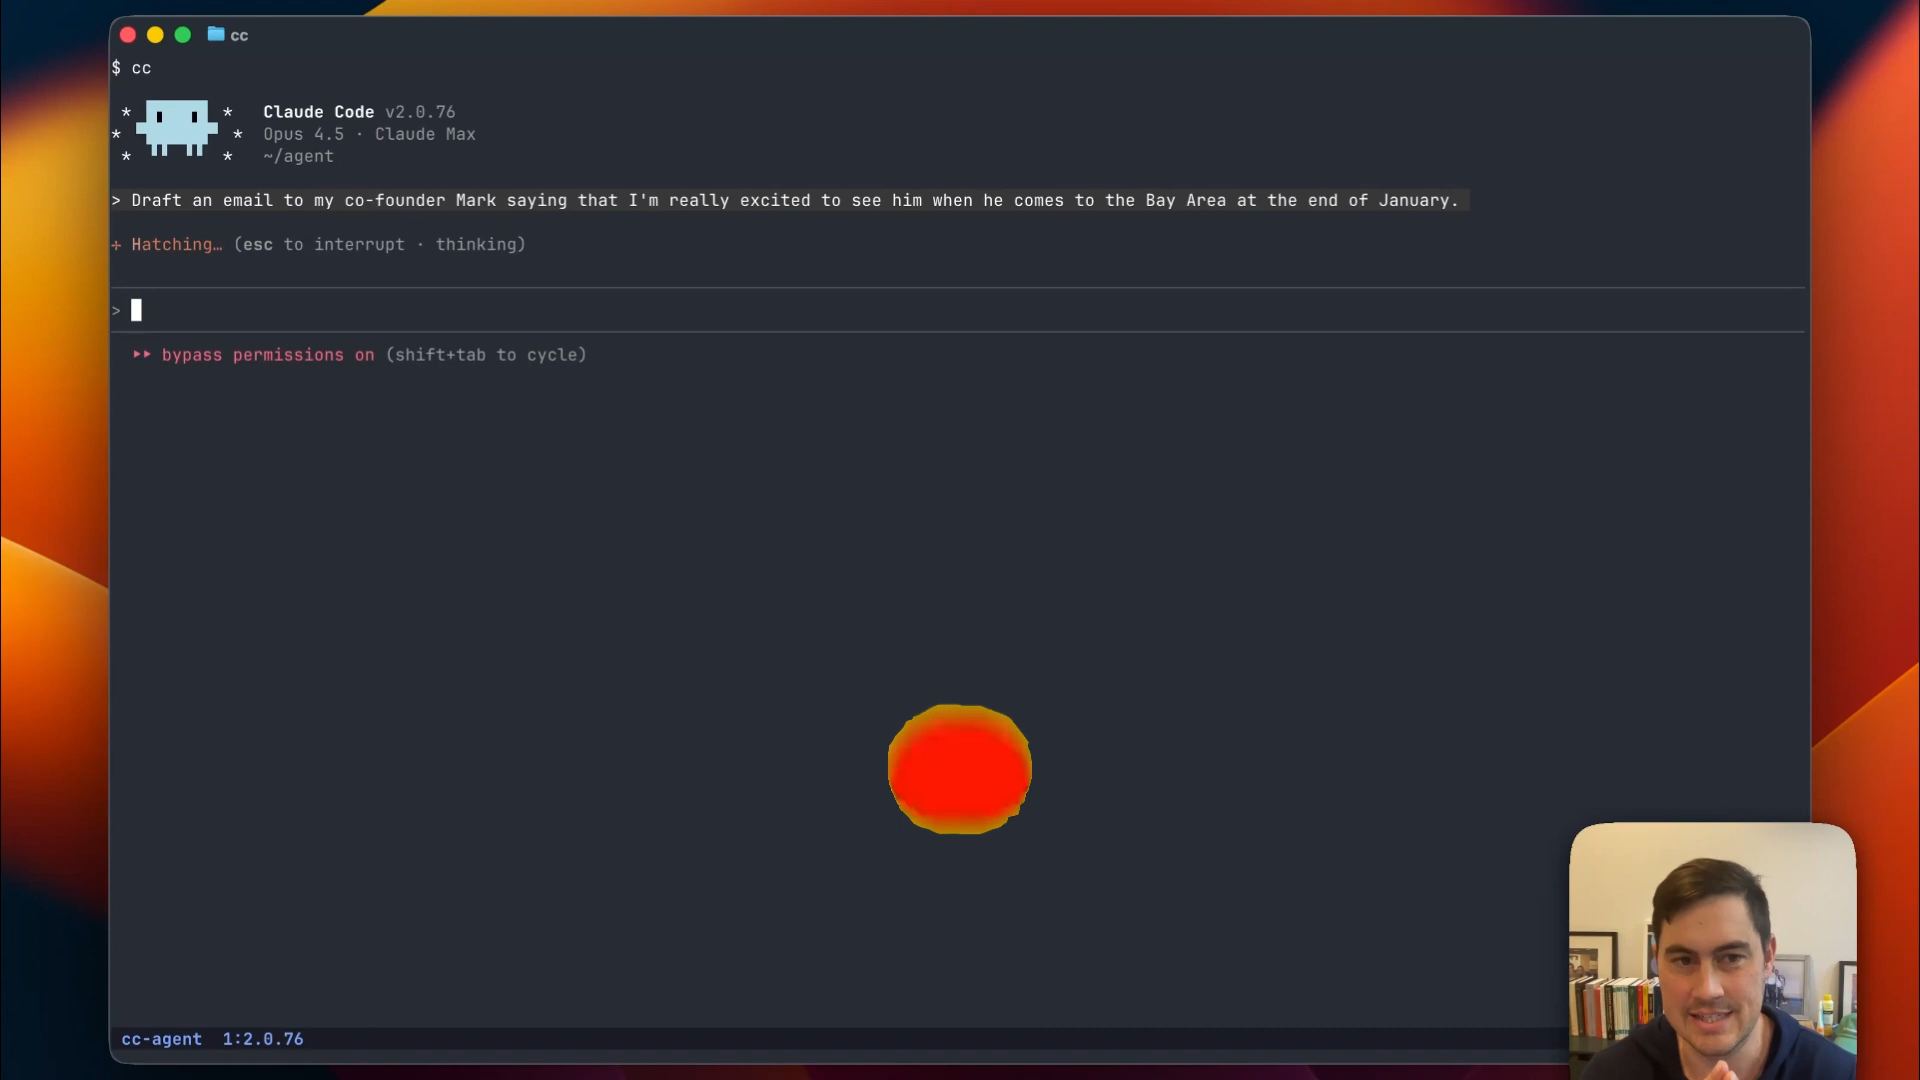 cc
$ cc
* * Claude Code v2.0.76
* * Opus 4.5 · Claude Max
* * ~/agent
> Draft an email to my co-founder Mark saying that I'm really excited to see him when he comes to the Bay Area at the end of January.
+ Hatching… (esc to interrupt · thinking)
>
▸▸ bypass permissions on (shift+tab to cycle)
cc-agent 1:2.0.76